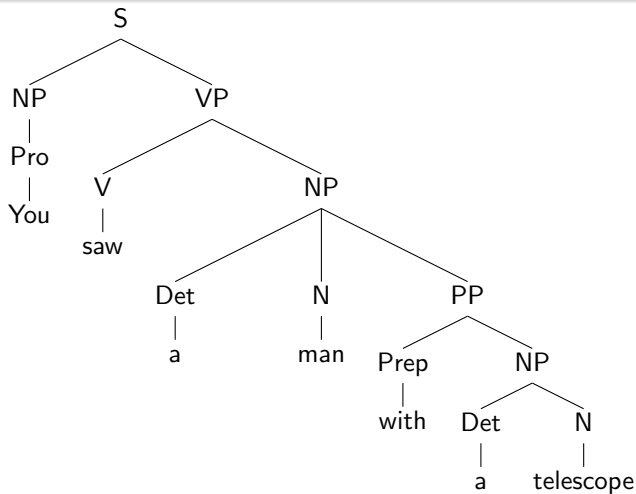 S
NP VP
Pro
V NP
You
saw
Det N PP
a man
Prep NP
with
Det N
a telescope